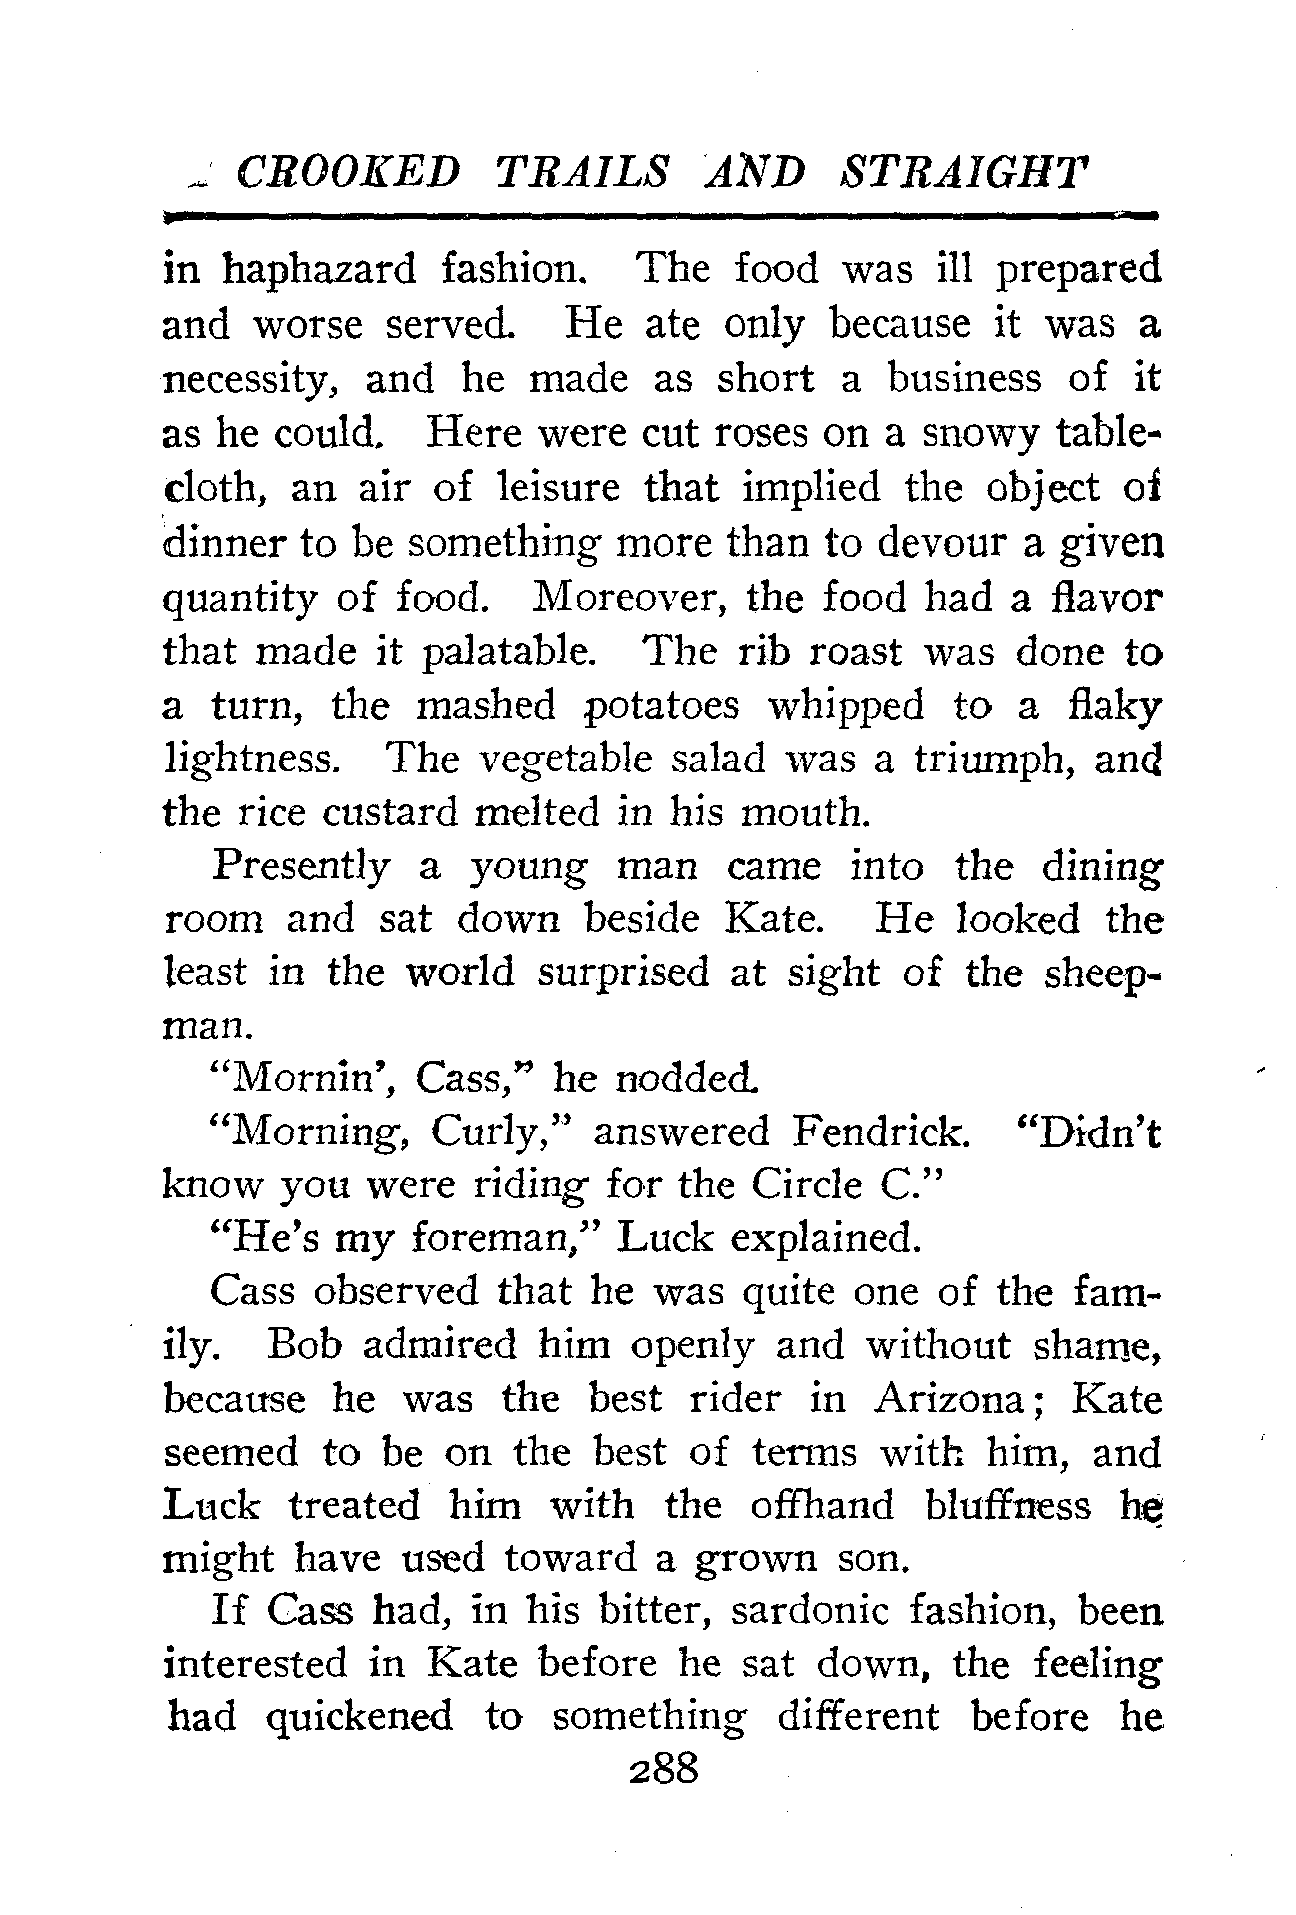 CROOKED TRAILS AND STRAIGHT
in haphazard fashion. The food was ill prepared
and worse served. He ate only because it was a
necessity, and he made as short a business of it
as he could. Here were cut roses on a snowy table-
cloth, an air of leisure that implied the object of
dinner to be something more than to devour a given
quantity of food. Moreover, the food had a flavor
that made it palatable. The rib roast was done to
a turn, the mashed potatoes whipped to a flaky
lightness. The vegetable salad was a triumph, and
the rice custard melted in his mouth.
Presently a young man came into the dining
room and sat down beside Kate. He looked the
least in the world surprised at sight of the sheep-
man.
"Mornin', Cass," he nodded.
"Morning, Curly," answered Fendrick. "Didn't
know you were riding for the Circle C."
"He's my foreman," Luck explained.
Cass observed that he was quite one of the fam-
ily. Bob admired him openly and without shame,
because he was the best rider in Arizona; Kate
seemed to be on the best of terms with him, and
Luck treated him with the offhand bluffness he
might have used toward a grown son.
If Cass had, in his bitter, sardonic fashion, been
interested in Kate before he sat down, the feeling
had quickened to something different before he
288